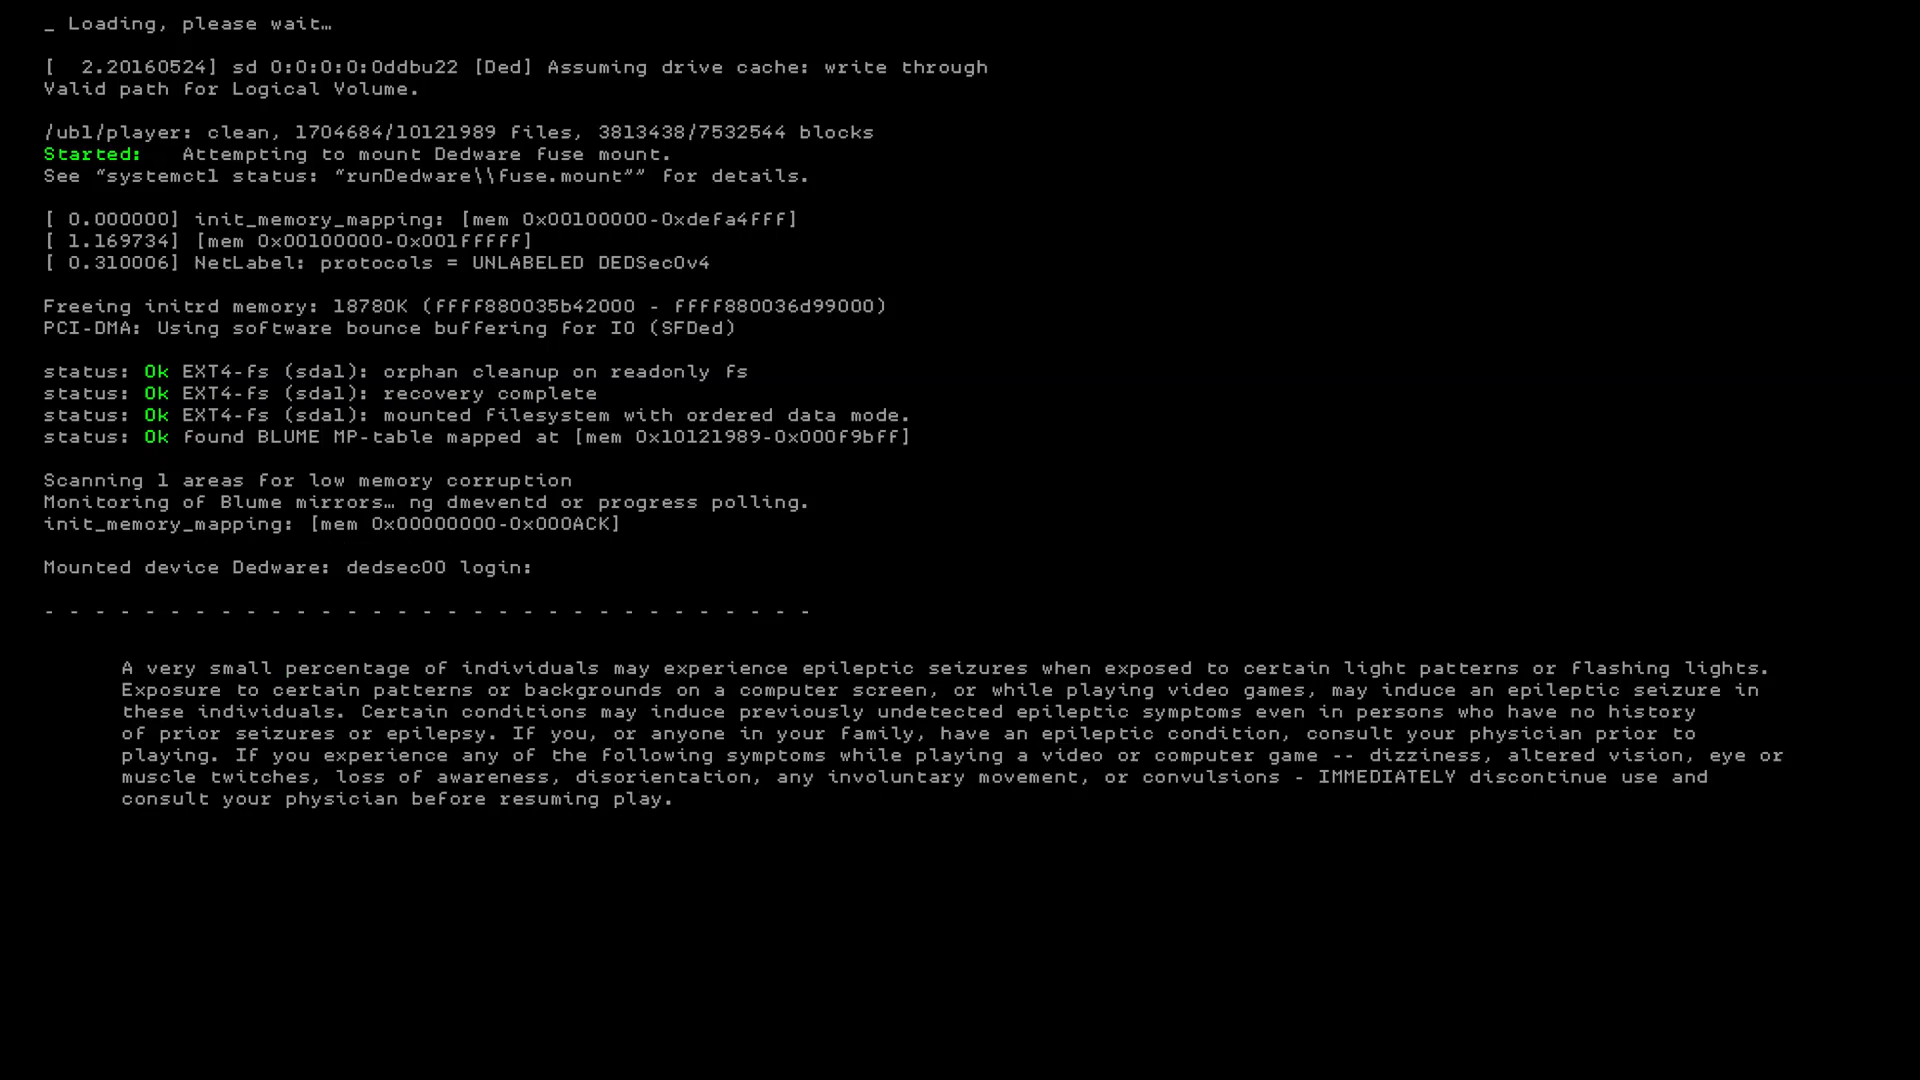 _ Loading, please wait…
[  2.20160524] sd 0:0:0:0:0ddbu22 [Ded] Assuming drive cache: write through
Valid path for Logical Volume.
/ubl/player: clean, 1704684/10121989 files, 3813438/7532544 blocks
Started:   Attempting to mount Dedware fuse mount.
See “systemctl status: “runDedware\\fuse.mount”” for details.
[ 0.000000] init_memory_mapping: [mem 0x00100000-0xdefa4fff]
[ 1.169734] [mem 0x00100000-0x001fffff]
[ 0.310006] NetLabel: protocols = UNLABELED DEDSecOv4
Freeing initrd memory: 18780K (ffff880035b42000 - ffff880036d99000)
PCI-DMA: Using software bounce buffering for IO (SFDed)
status: Ok EXT4-fs (sda1): orphan cleanup on readonly fs
status: Ok EXT4-fs (sda1): recovery complete
status: Ok EXT4-fs (sda1): mounted filesystem with ordered data mode.
status: Ok found BLUME MP-table mapped at [mem 0x10121989-0x000f9bff]
Scanning 1 areas for low memory corruption
Monitoring of Blume mirrors… ng dmeventd or progress polling.
init_memory_mapping: [mem 0x00000000-0x000ACK]
Mounted device Dedware: dedsec00 login:
- - - - - - - - - - - - - - - - - - - - - - - - - - - - - - -
A very small percentage of individuals may experience epileptic seizures when exposed to certain light patterns or flashing lights.
Exposure to certain patterns or backgrounds on a computer screen, or while playing video games, may induce an epileptic seizure in
these individuals. Certain conditions may induce previously undetected epileptic symptoms even in persons who have no history
of prior seizures or epilepsy. If you, or anyone in your family, have an epileptic condition, consult your physician prior to
playing. If you experience any of the following symptoms while playing a video or computer game -- dizziness, altered vision, eye or
muscle twitches, loss of awareness, disorientation, any involuntary movement, or convulsions - IMMEDIATELY discontinue use and
consult your physician before resuming play.